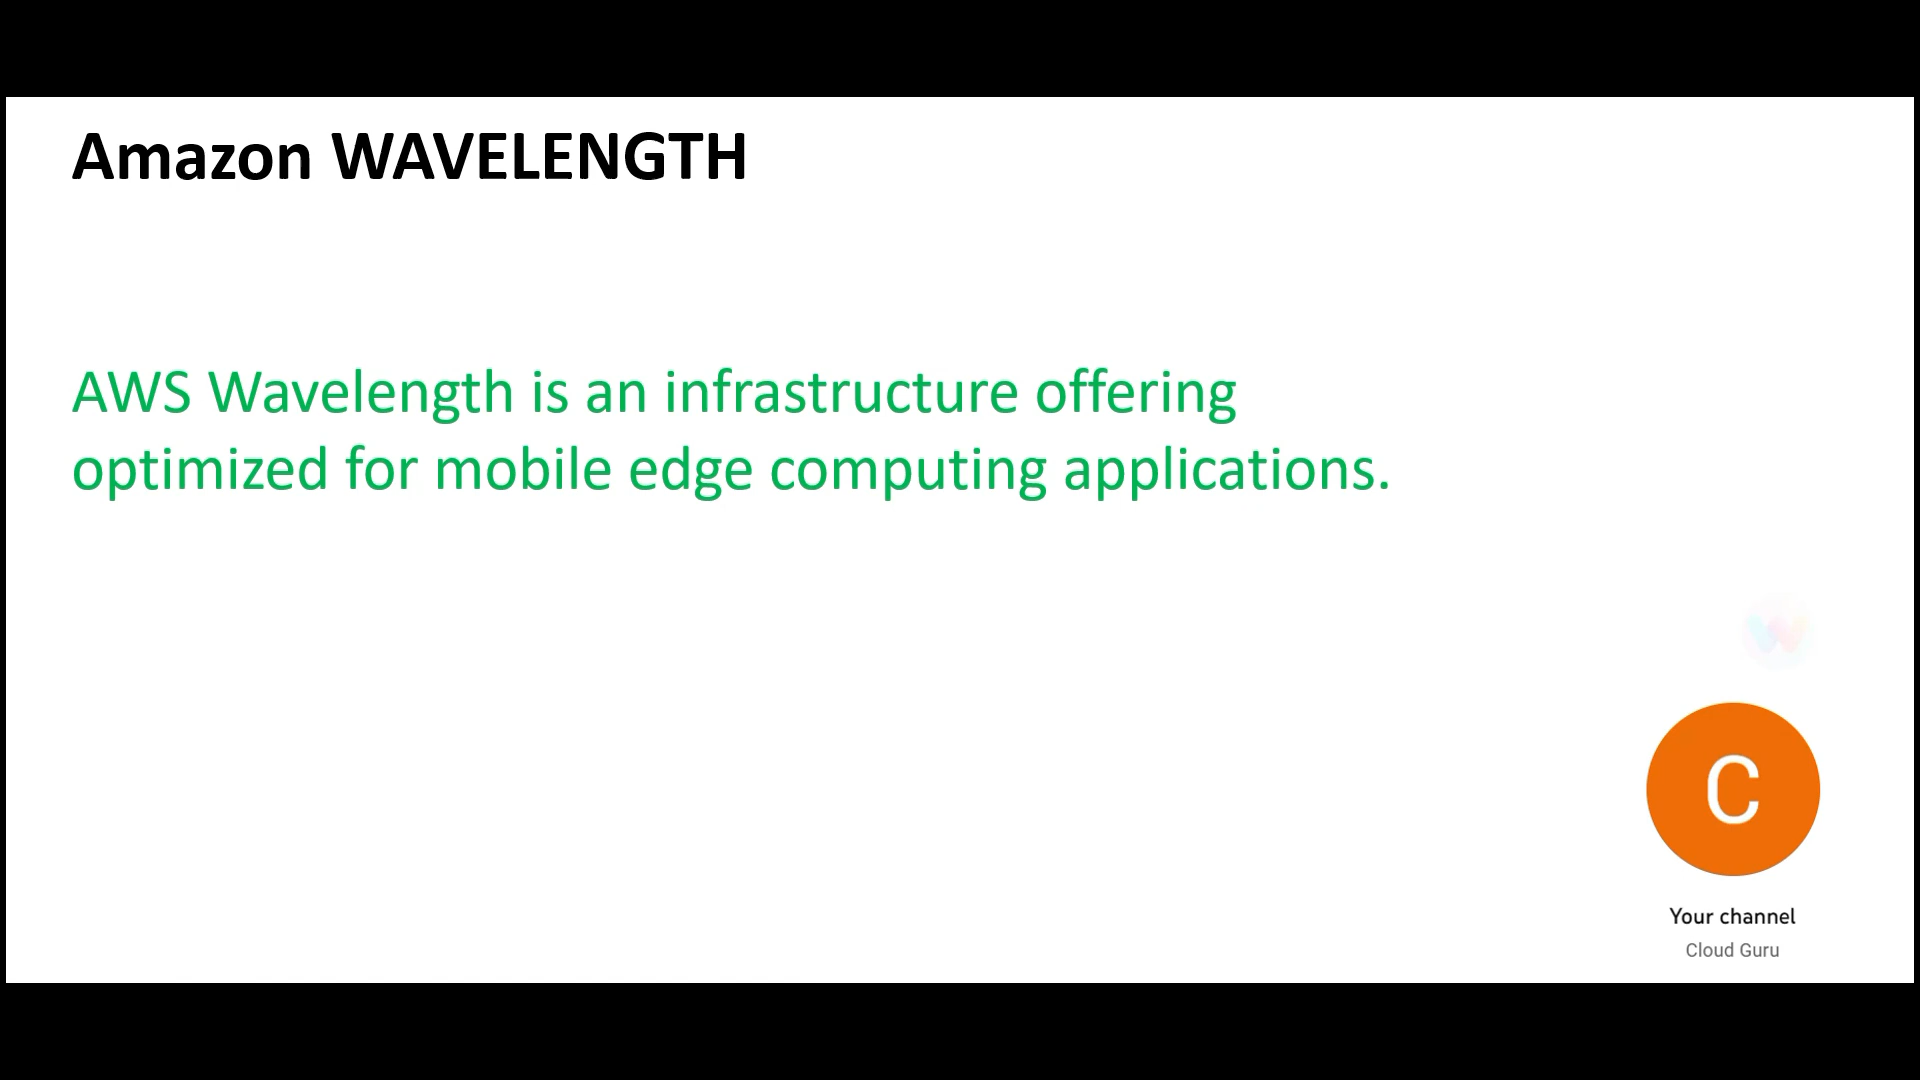 Amazon WAVELENGTH
AWS Wavelength is an infrastructure offering
optimized for mobile edge computing applications.
W
C
Your channel
Cloud Guru